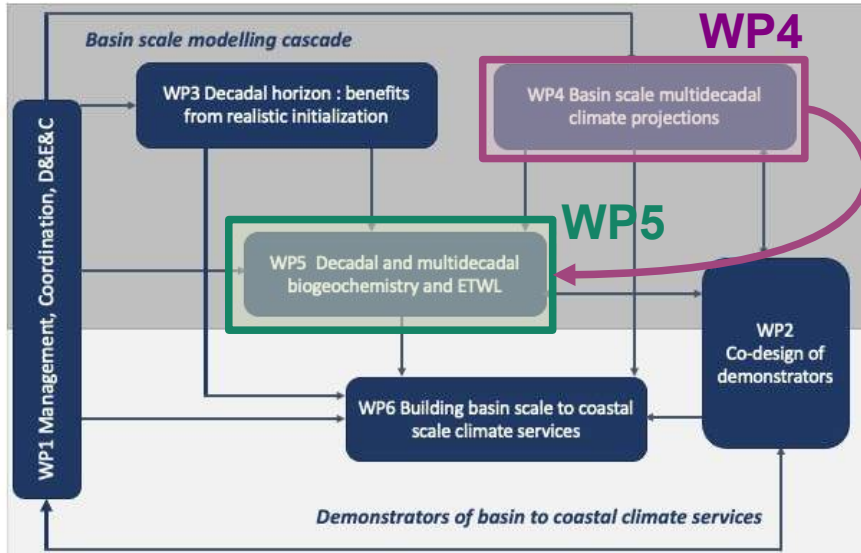 WP4
Basin scale modelling cascade
WP3 Decadal horizon : benefits
from realistic initialization
WP4 Basin scale multidecadal
climate projections
WP5
WP5 Decadal and multidecadal
biogeochemistry and ETWL
WP1 Management, Coordination, D&E&C
WP2
Co-design of
demonstrators
WP6 Building basin scale to coastal
scale climate services
Demonstrators of basin to coastal climate services